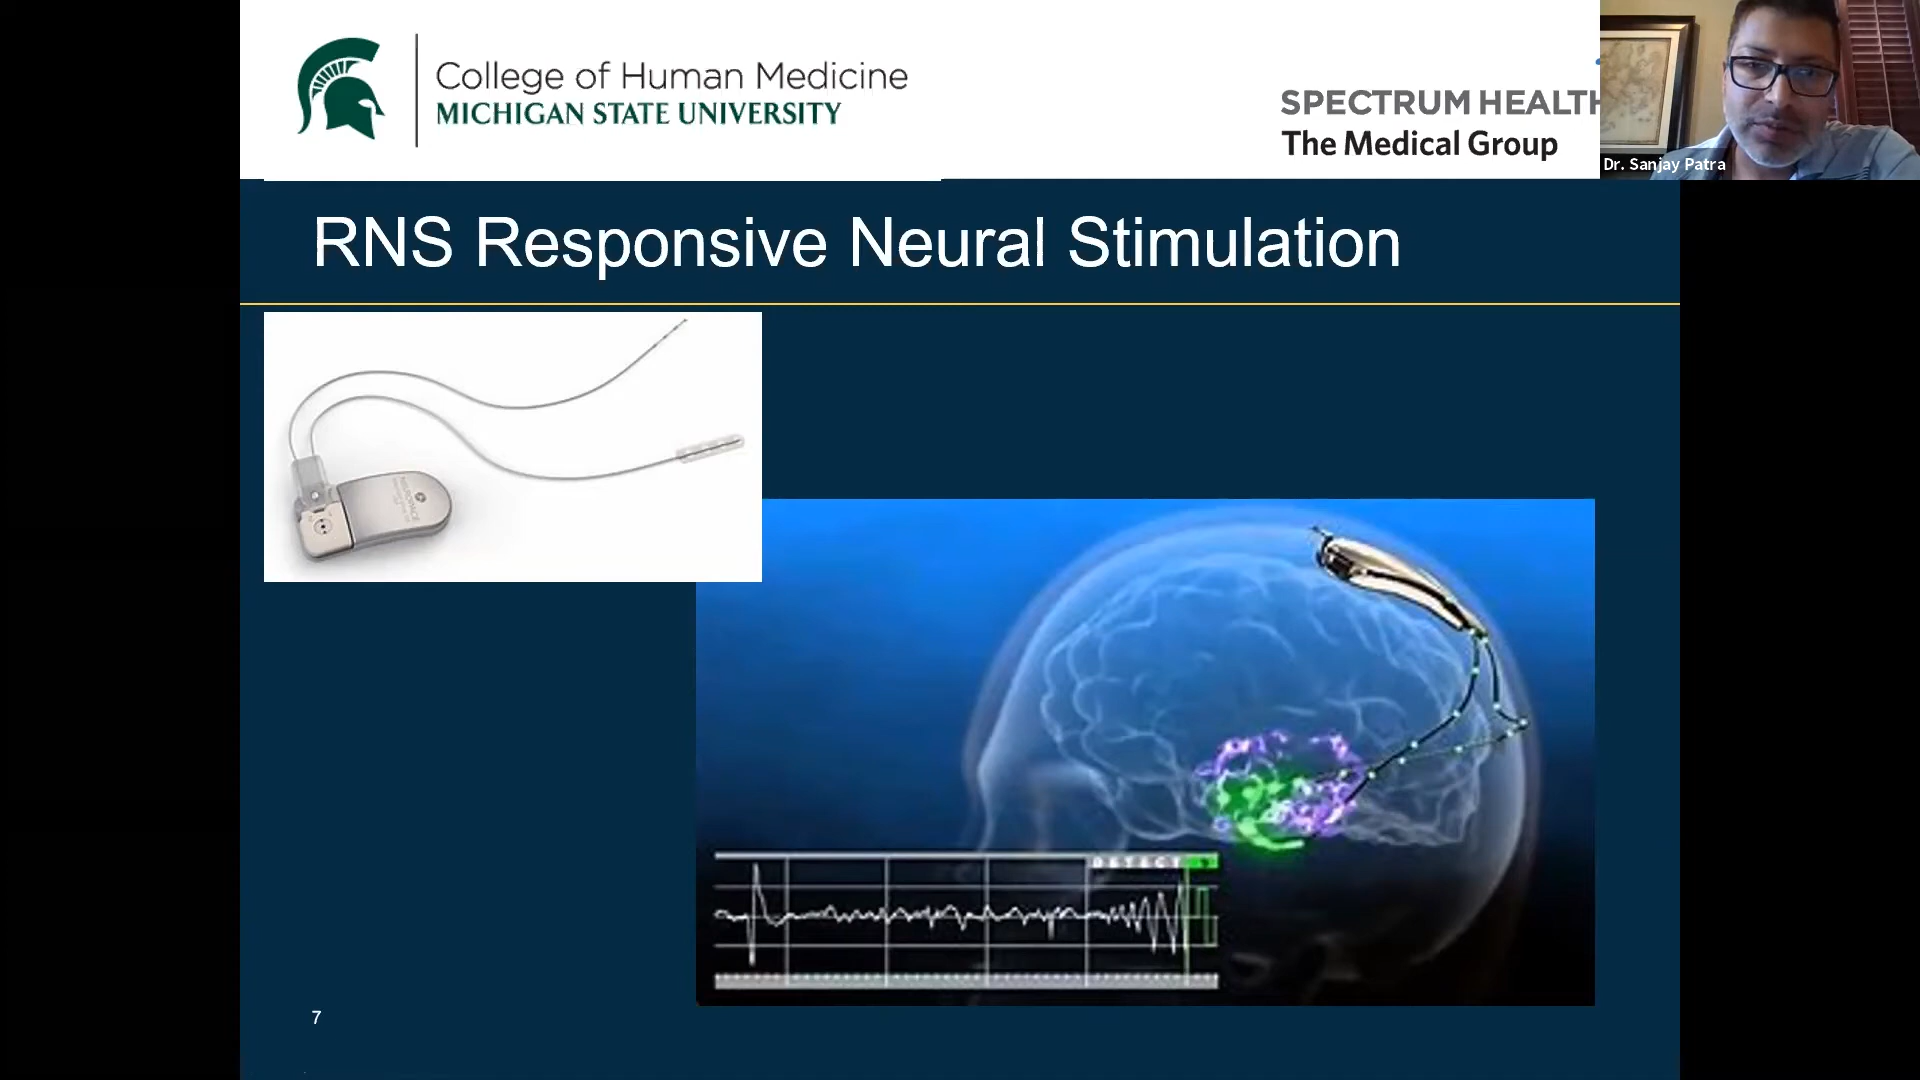 College of Human Medicine
MICHIGAN STATE UNIVERSITY
SPECTRUM HEALTH
The Medical Group
Dr. Sanjay Patra
RNS Responsive Neural Stimulation
NEUROPACE
DETECT
7